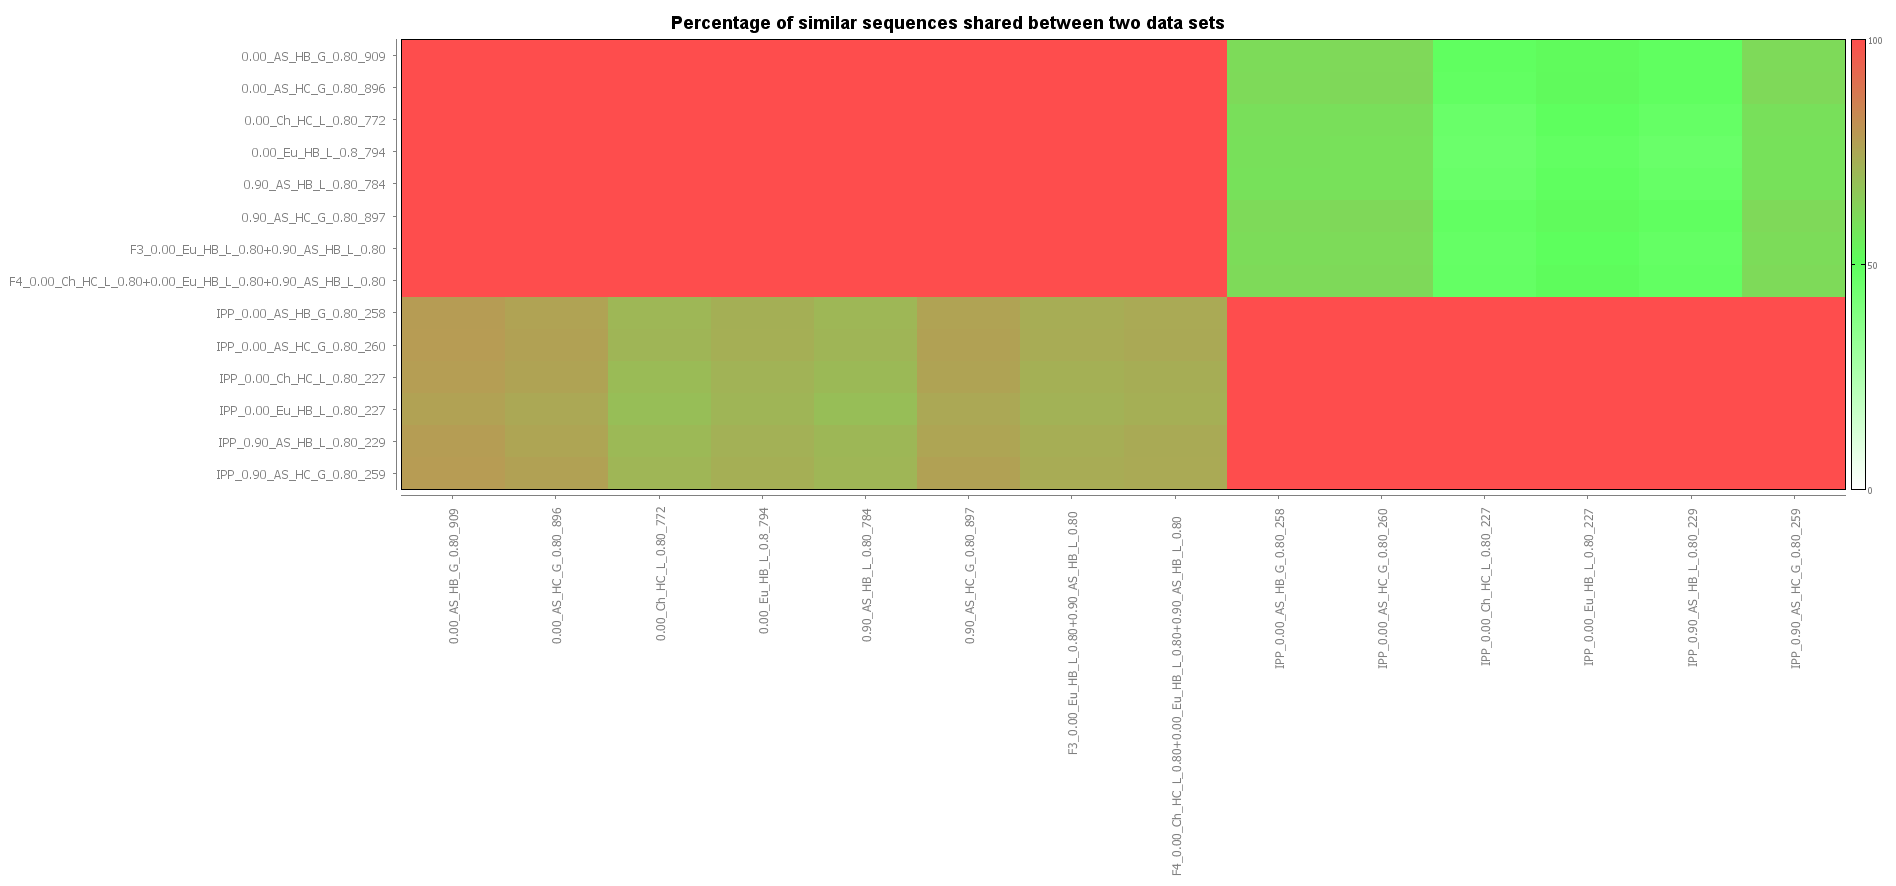 Percentage of similar sequences shared between two data sets
0.00_AS_HB_G_0.80_909
0.00_AS_HC_G_0.80_896
0.00_Ch_HC_L_0.80_772
0.00_Eu_HB_L_0.8_794
0.90_AS_HB_L_0.80_784
0.90_AS_HC_G_0.80_897
F3_0.00_Eu_HB_L_0.80+0.90_AS_HB_L_0.80
F4_0.00_Ch_HC_L_0.80+0.00_Eu_HB_L_0.80+0.90_AS_HB_L_0.80
IPP_0.00_AS_HB_G_0.80_258
IPP_0.00_AS_HC_G_0.80_260
IPP_0.00_Ch_HC_L_0.80_227
IPP_0.00_Eu_HB_L_0.80_227
IPP_0.90_AS_HB_L_0.80_229
IPP_0.90_AS_HC_G_0.80_259
100
50
0
0.00_AS_HB_G_0.80_909
0.00_AS_HC_G_0.80_896
0.00_Ch_HC_L_0.80_772
0.00_Eu_HB_L_0.8_794
0.90_AS_HB_L_0.80_784
0.90_AS_HC_G_0.80_897
F3_0.00_Eu_HB_L_0.80+0.90_AS_HB_L_0.80
F4_0.00_Ch_HC_L_0.80+0.00_Eu_HB_L_0.80+0.90_AS_HB_L_0.80
IPP_0.00_AS_HB_G_0.80_258
IPP_0.00_AS_HC_G_0.80_260
IPP_0.00_Ch_HC_L_0.80_227
IPP_0.00_Eu_HB_L_0.80_227
IPP_0.90_AS_HB_L_0.80_229
IPP_0.90_AS_HC_G_0.80_259